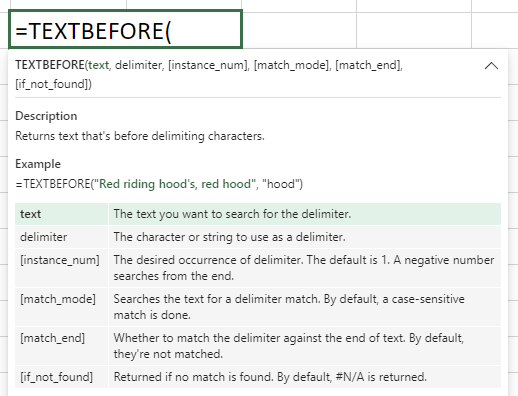 =TEXTBEFORE(
TEXTBEFORE(text, delimiter, [instance_num], [match_mode], [match_end],
[if_not_found])
Description
Returns text that's before delimiting characters.
Example
=TEXTBEFORE("Red riding hood's, red hood", "hood")
text The text you want to search for the delimiter.
delimiter The character or string to use as a delimiter.
[instance_num] The desired occurrence of delimiter. The default is 1. A negative number
searches from the end.
[match_mode] Searches the text for a delimiter match. By default, a case-sensitive
match is done.
[match_end] Whether to match the delimiter against the end of text. By default,
they're not matched.
[if_not_found] Returned if no match is found. By default, #N/A is returned.